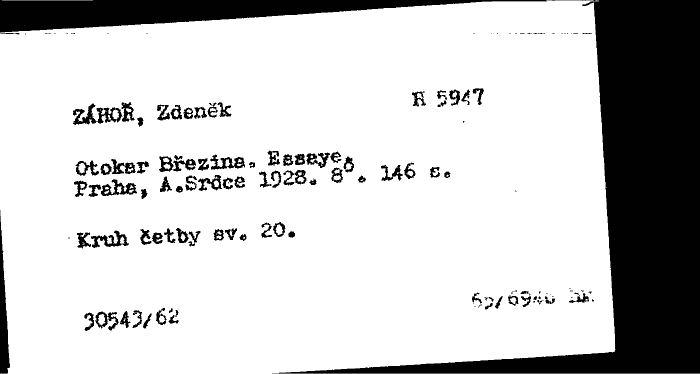 ZÁHOŘ, Zdeněk
H 5947
Otokar Březina. Essaye.
Praha, A.Srdce 1928. 8°. 146 s.
Kruh četby sv. 20.
30543/62